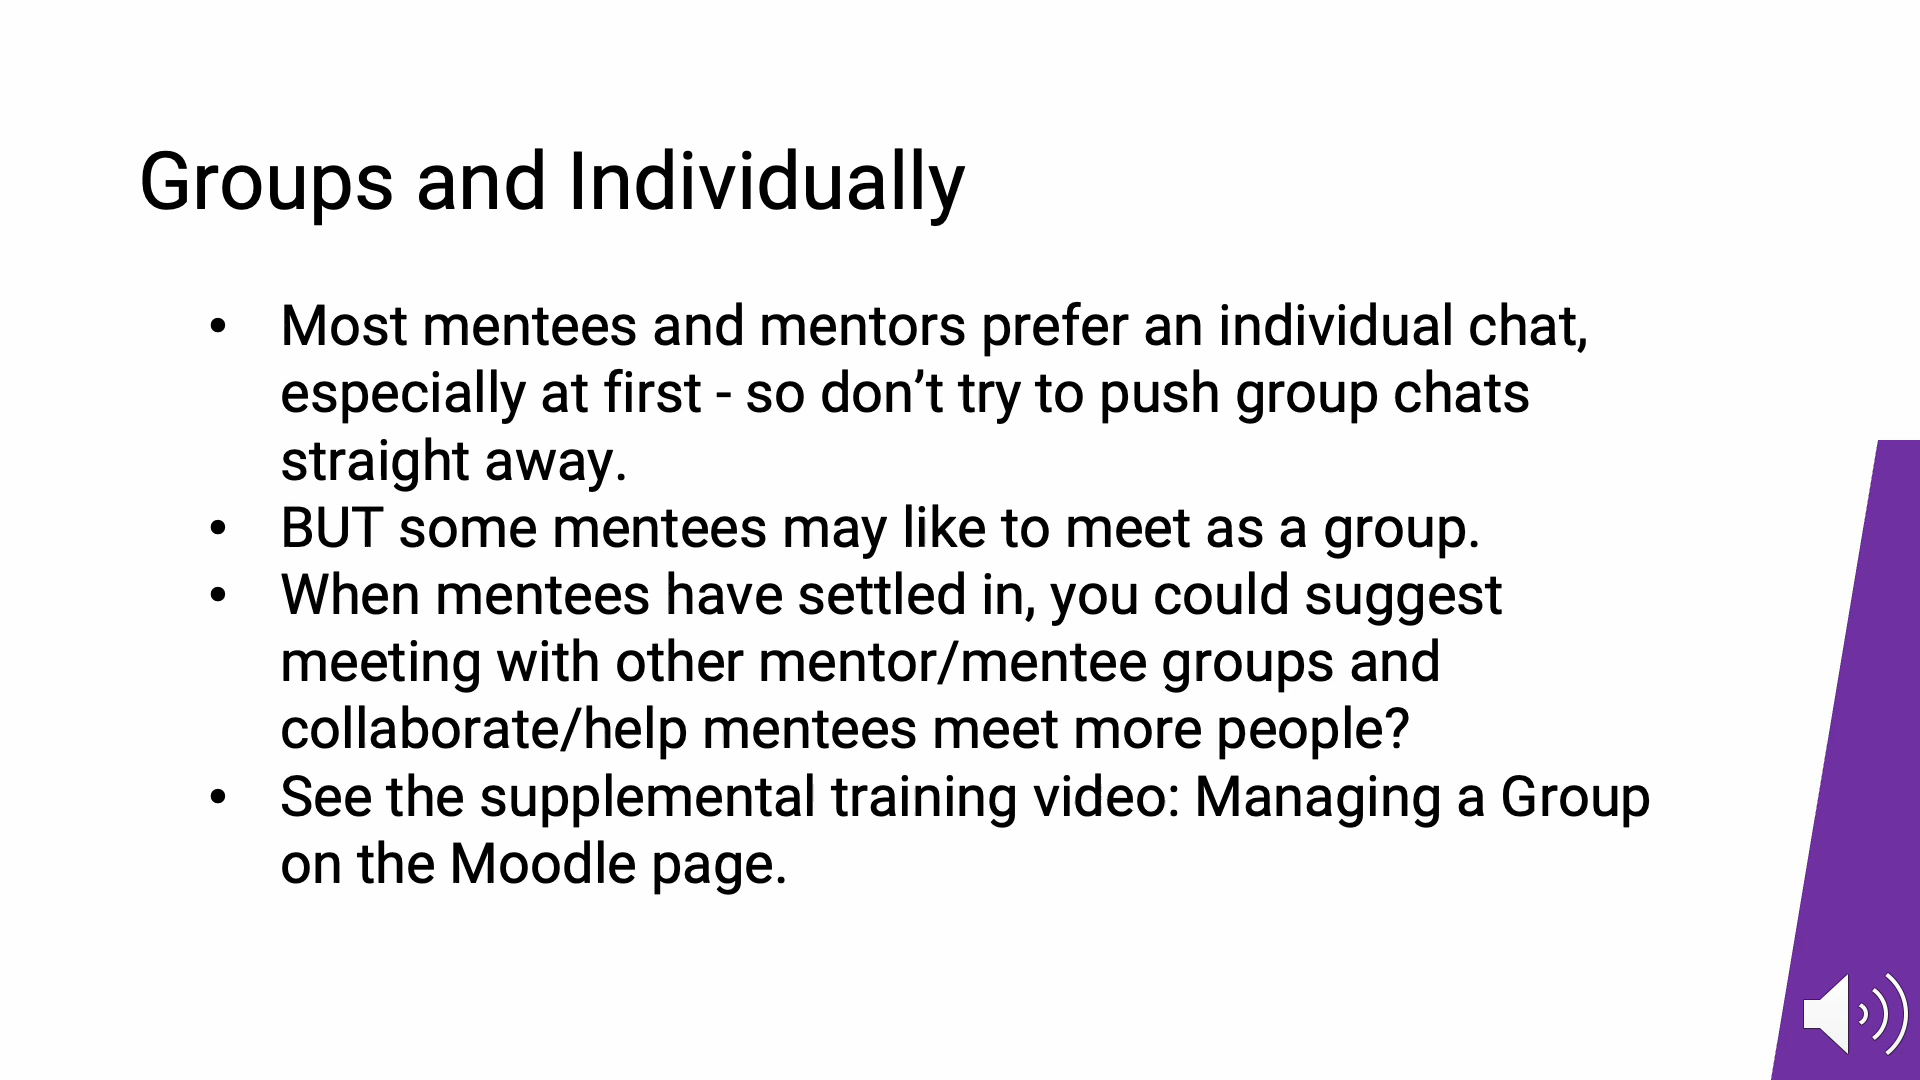 Groups and Individually
• Most mentees and mentors prefer an individual chat,
especially at first - so don’t try to push group chats
straight away.
• BUT some mentees may like to meet as a group.
• When mentees have settled in, you could suggest
meeting with other mentor/mentee groups and
collaborate/help mentees meet more people?
• See the supplemental training video: Managing a Group
on the Moodle page.